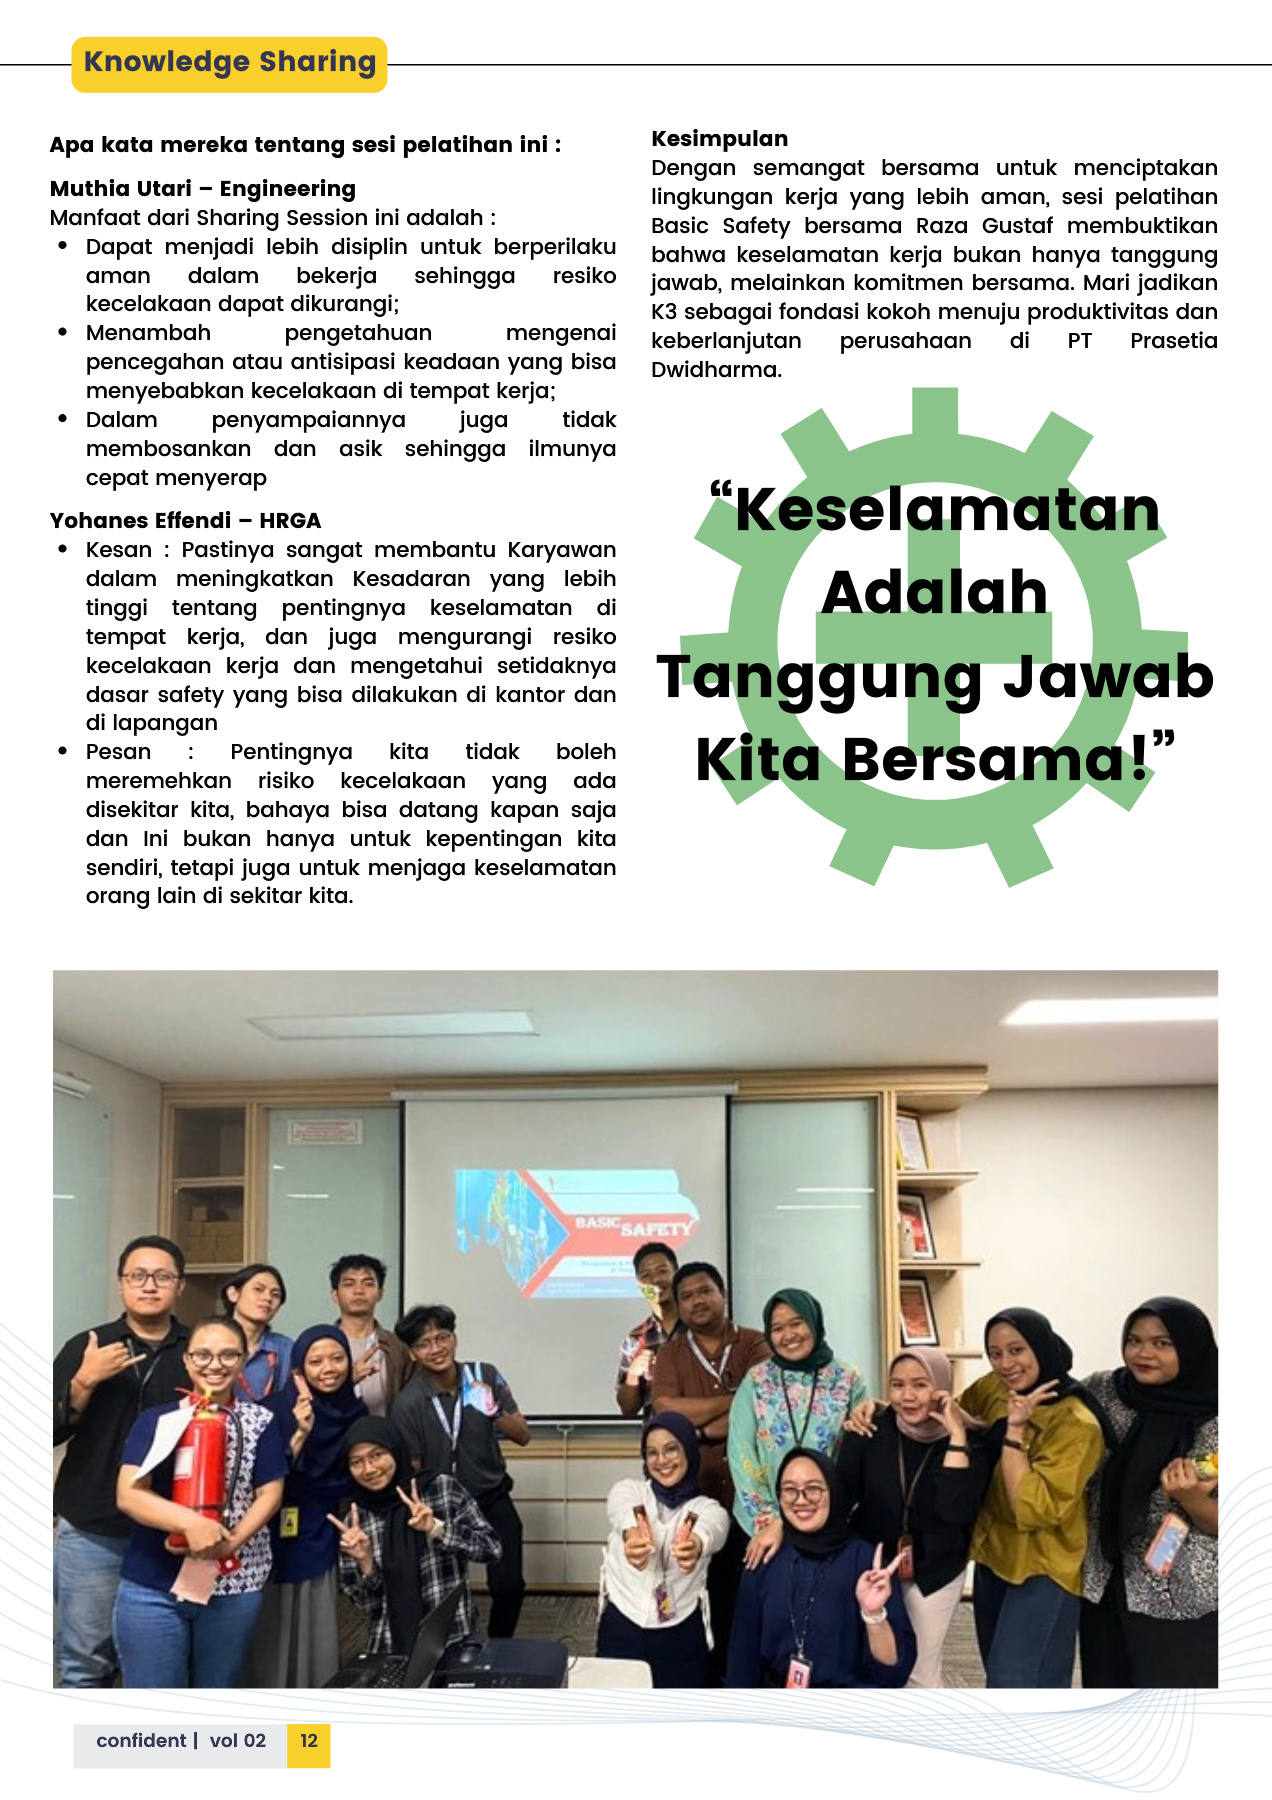 Knowledge Sharing
Apa kata mereka tentang sesi pelatihan ini :
Muthia Utari – Engineering
Manfaat dari Sharing Session ini adalah :
• Dapat menjadi lebih disiplin untuk berperilaku
aman dalam bekerja sehingga resiko
kecelakaan dapat dikurangi;
• Menambah pengetahuan mengenai
pencegahan atau antisipasi keadaan yang bisa
menyebabkan kecelakaan di tempat kerja;
• Dalam penyampaiannya juga tidak
membosankan dan asik sehingga ilmunya
cepat menyerap
Yohanes Effendi – HRGA
• Kesan : Pastinya sangat membantu Karyawan
dalam meningkatkan Kesadaran yang lebih
tinggi tentang pentingnya keselamatan di
tempat kerja, dan juga mengurangi resiko
kecelakaan kerja dan mengetahui setidaknya
dasar safety yang bisa dilakukan di kantor dan
di lapangan
• Pesan : Pentingnya kita tidak boleh
meremehkan risiko kecelakaan yang ada
disekitar kita, bahaya bisa datang kapan saja
dan Ini bukan hanya untuk kepentingan kita
sendiri, tetapi juga untuk menjaga keselamatan
orang lain di sekitar kita.
Kesimpulan
Dengan semangat bersama untuk menciptakan
lingkungan kerja yang lebih aman, sesi pelatihan
Basic Safety bersama Raza Gustaf membuktikan
bahwa keselamatan kerja bukan hanya tanggung
jawab, melainkan komitmen bersama. Mari jadikan
K3 sebagai fondasi kokoh menuju produktivitas dan
keberlanjutan perusahaan di PT Prasetia
Dwidharma.
“Keselamatan
Adalah
Tanggung Jawab
Kita Bersama!”
BASIC SAFETY
confident | vol 02 12